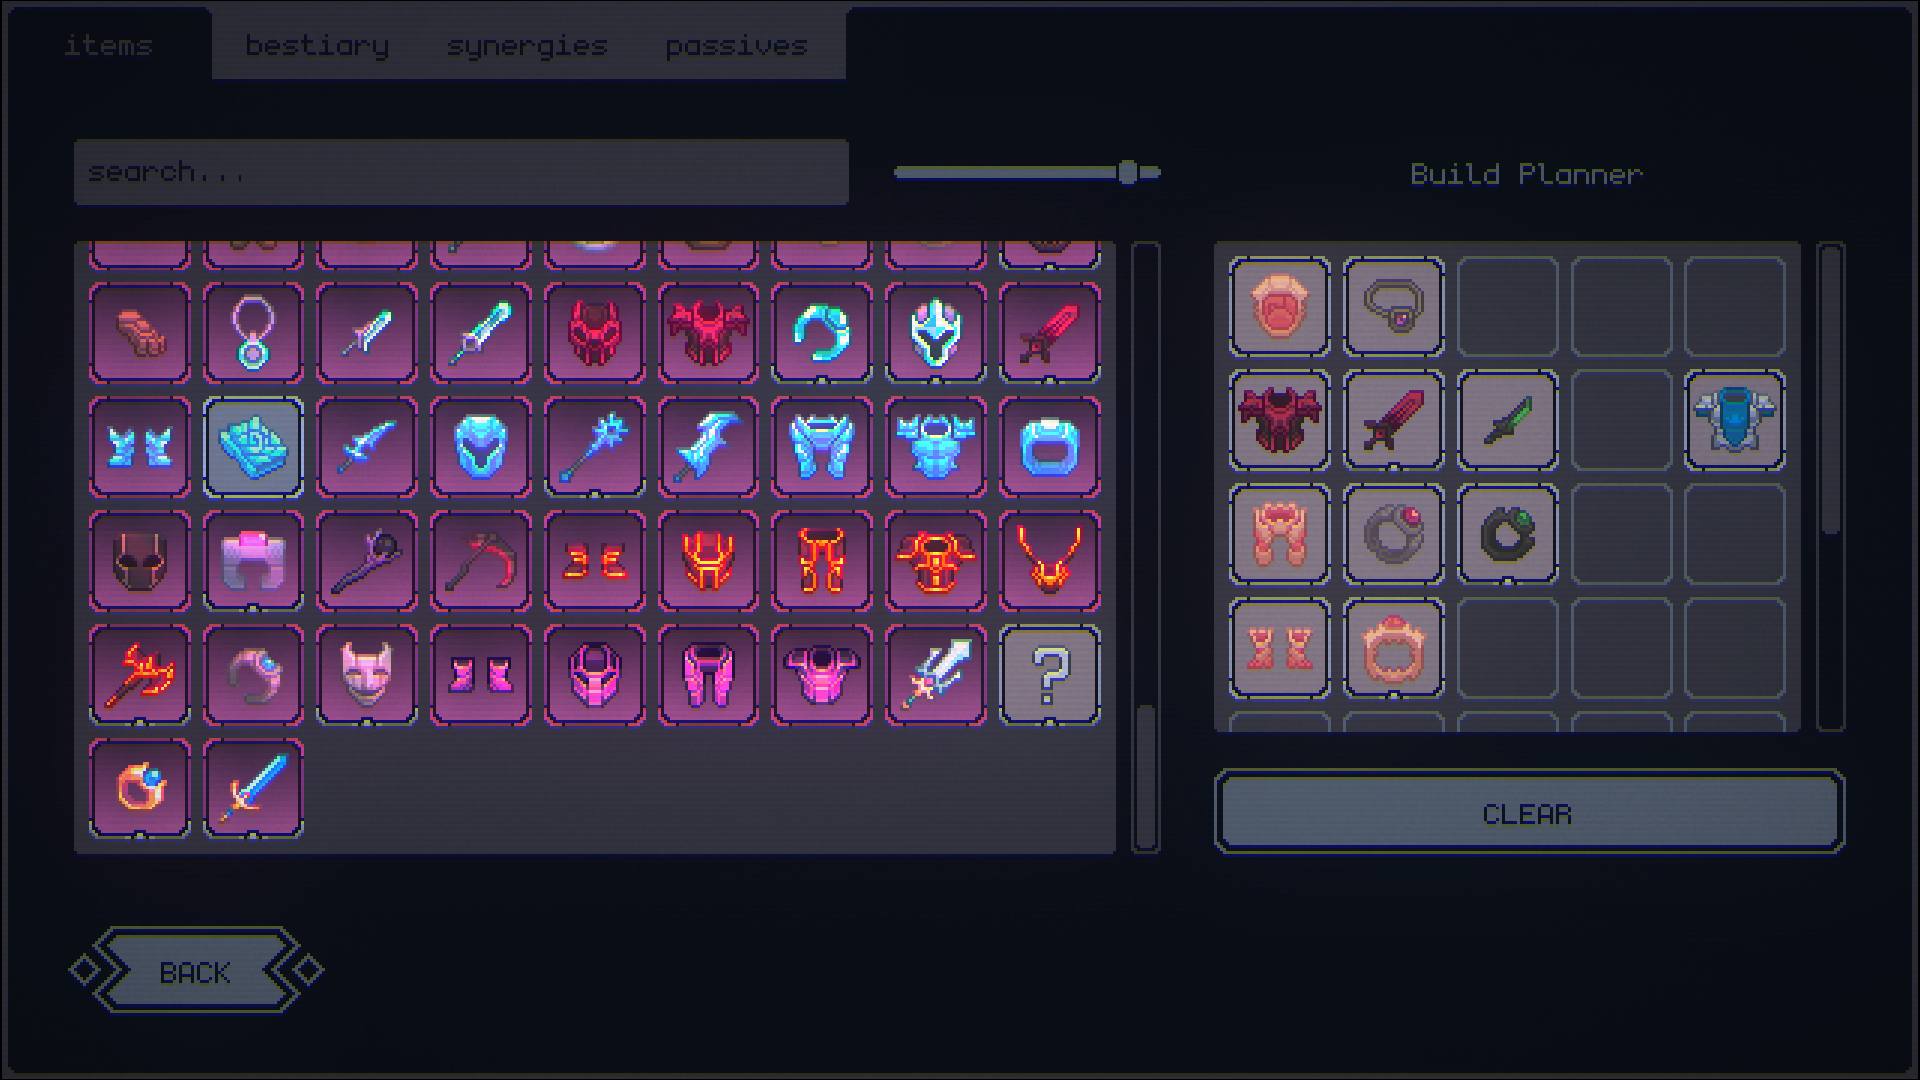 items bestiary synergies passives
search...
Build Planner
?
CLEAR
BACK